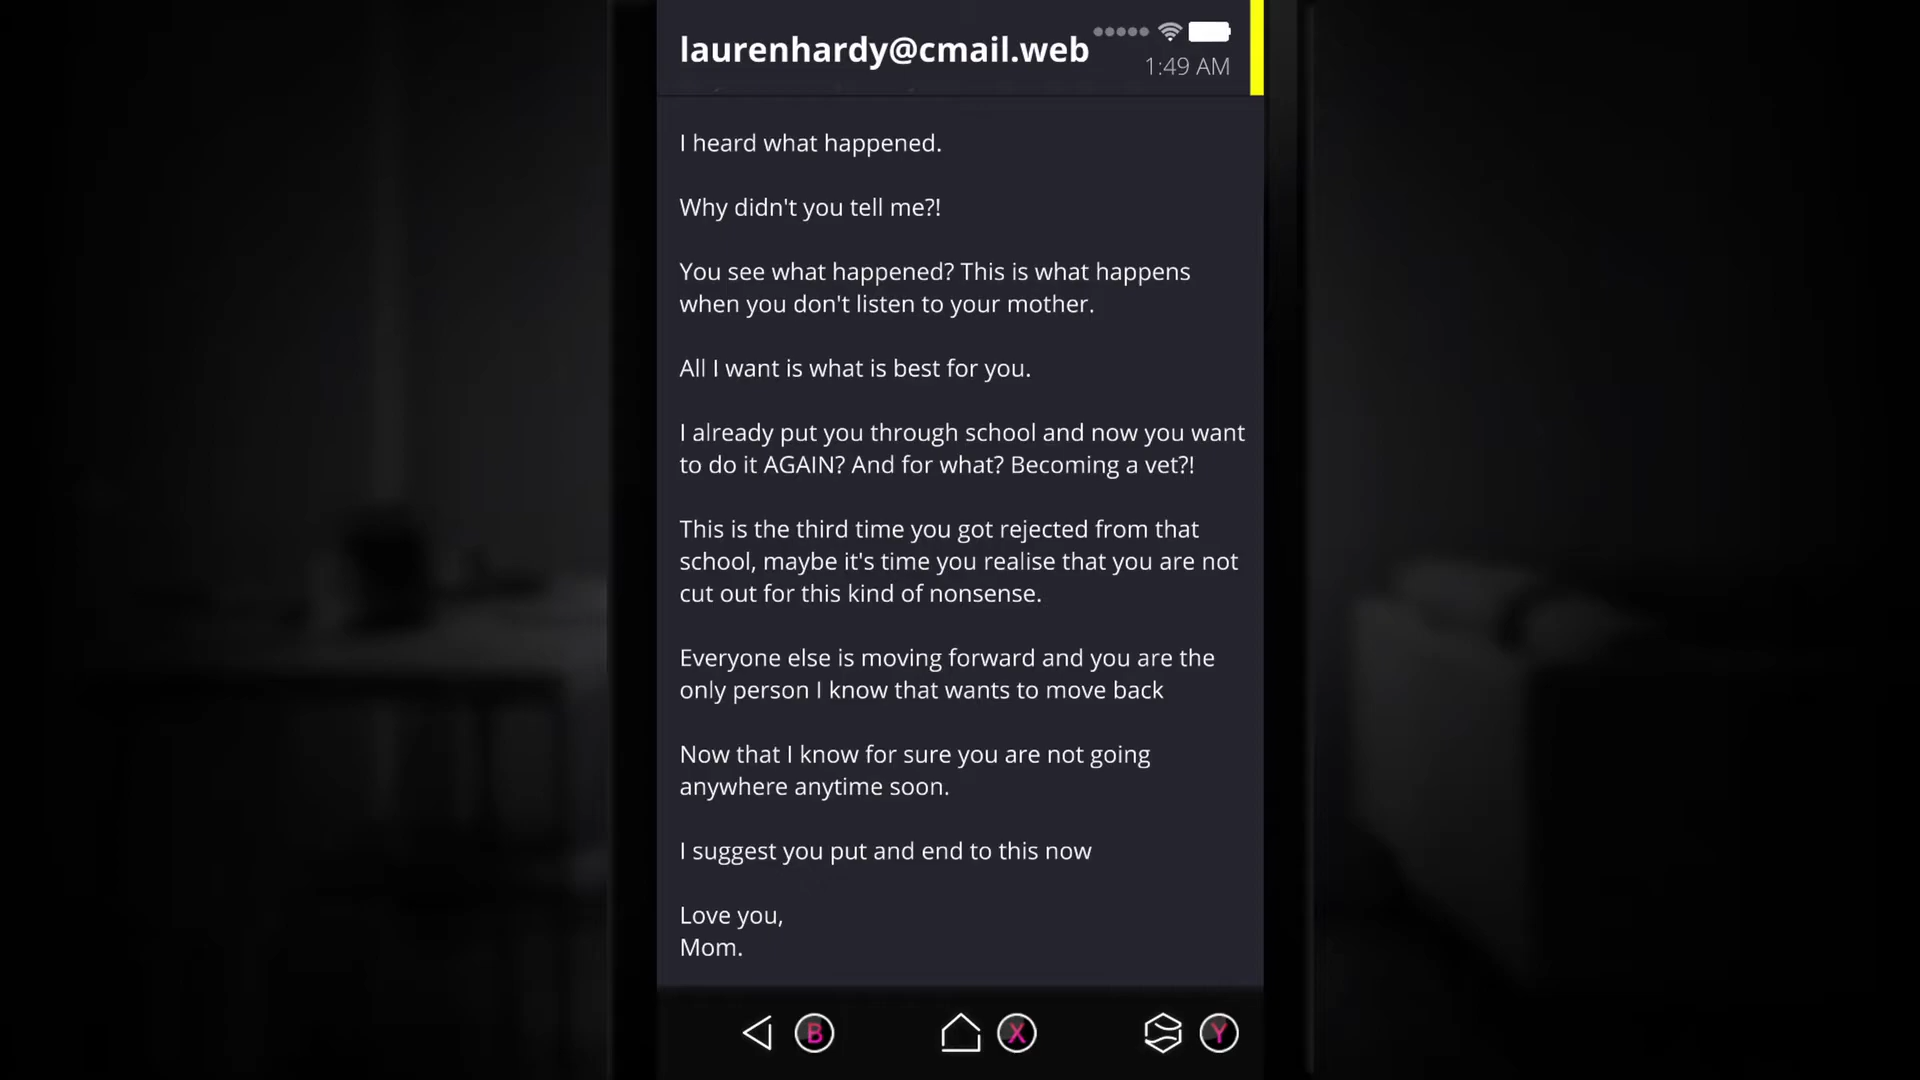 laurenhardy@cmail.web
1:49 AM
I heard what happened.
Why didn't you tell me?!
You see what happened? This is what happens
when you don't listen to your mother.
All I want is what is best for you.
I already put you through school and now you want
to do it AGAIN? And for what? Becoming a vet?!
This is the third time you got rejected from that
school, maybe it's time you realise that you are not
cut out for this kind of nonsense.
Everyone else is moving forward and you are the
only person I know that wants to move back
Now that I know for sure you are not going
anywhere anytime soon.
I suggest you put and end to this now
Love you,
Mom.
B X Y